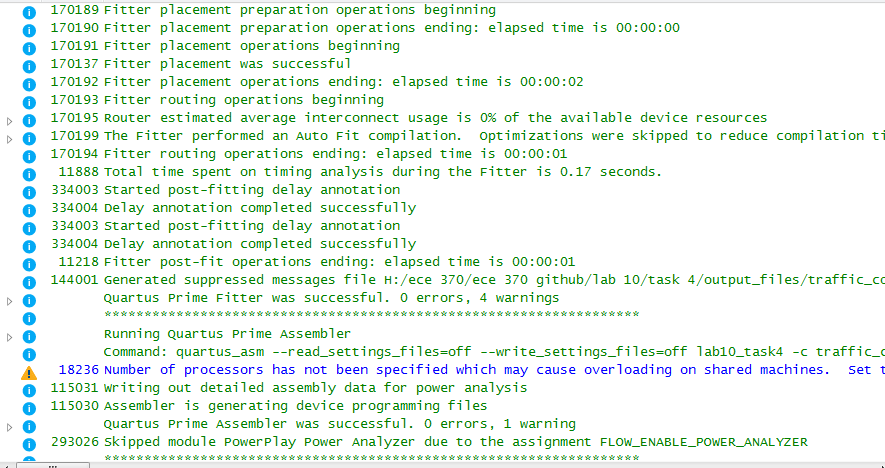 170189 Fitter placement preparation operations beginning
170190 Fitter placement preparation operations ending: elapsed time is 00:00:00
170191 Fitter placement operations beginning
170137 Fitter placement was successful
170192 Fitter placement operations ending: elapsed time is 00:00:02
170193 Fitter routing operations beginning
170195 Router estimated average interconnect usage is 0% of the available device resources
170199 The Fitter performed an Auto Fit compilation.  Optimizations were skipped to reduce compilation ti
170194 Fitter routing operations ending: elapsed time is 00:00:01
11888 Total time spent on timing analysis during the Fitter is 0.17 seconds.
334003 Started post-fitting delay annotation
334004 Delay annotation completed successfully
334003 Started post-fitting delay annotation
334004 Delay annotation completed successfully
11218 Fitter post-fit operations ending: elapsed time is 00:00:01
144001 Generated suppressed messages file H:/ece 370/ece 370 github/lab 10/task 4/output_files/traffic_co
Quartus Prime Fitter was successful. 0 errors, 4 warnings
*******************************************************************
Running Quartus Prime Assembler
Command: quartus_asm --read_settings_files=off --write_settings_files=off lab10_task4 -c traffic_c
18236 Number of processors has not been specified which may cause overloading on shared machines.  Set t
115031 Writing out detailed assembly data for power analysis
115030 Assembler is generating device programming files
Quartus Prime Assembler was successful. 0 errors, 1 warning
293026 Skipped module PowerPlay Power Analyzer due to the assignment FLOW_ENABLE_POWER_ANALYZER
*******************************************************************